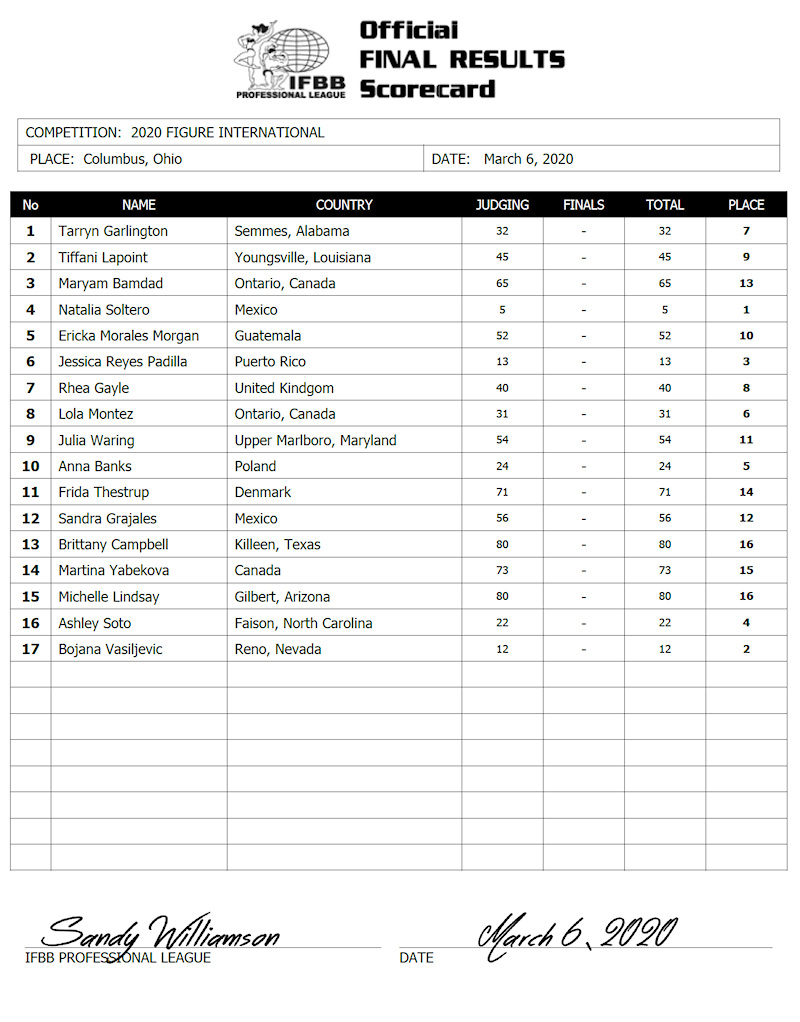 Official
FINAL RESULTS
Scorecard
IFBB
PROFESSIONAL LEAGUE
COMPETITION: 2020 FIGURE INTERNATIONAL
PLACE: Columbus, Ohio DATE: March 6, 2020
No NAME COUNTRY JUDGING FINALS TOTAL PLACE
1 Tarryn Garlington Semmes, Alabama 32 - 32 7
2 Tiffani Lapoint Youngsville, Louisiana 45 - 45 9
3 Maryam Bamdad Ontario, Canada 65 - 65 13
4 Natalia Soltero Mexico 5 - 5 1
5 Ericka Morales Morgan Guatemala 52 - 52 10
6 Jessica Reyes Padilla Puerto Rico 13 - 13 3
7 Rhea Gayle United Kindgom 40 - 40 8
8 Lola Montez Ontario, Canada 31 - 31 6
9 Julia Waring Upper Marlboro, Maryland 54 - 54 11
10 Anna Banks Poland 24 - 24 5
11 Frida Thestrup Denmark 71 - 71 14
12 Sandra Grajales Mexico 56 - 56 12
13 Brittany Campbell Killeen, Texas 80 - 80 16
14 Martina Yabekova Canada 73 - 73 15
15 Michelle Lindsay Gilbert, Arizona 80 - 80 16
16 Ashley Soto Faison, North Carolina 22 - 22 4
17 Bojana Vasiljevic Reno, Nevada 12 - 12 2
Sandy Williamson March 6, 2020
IFBB PROFESSIONAL LEAGUE DATE